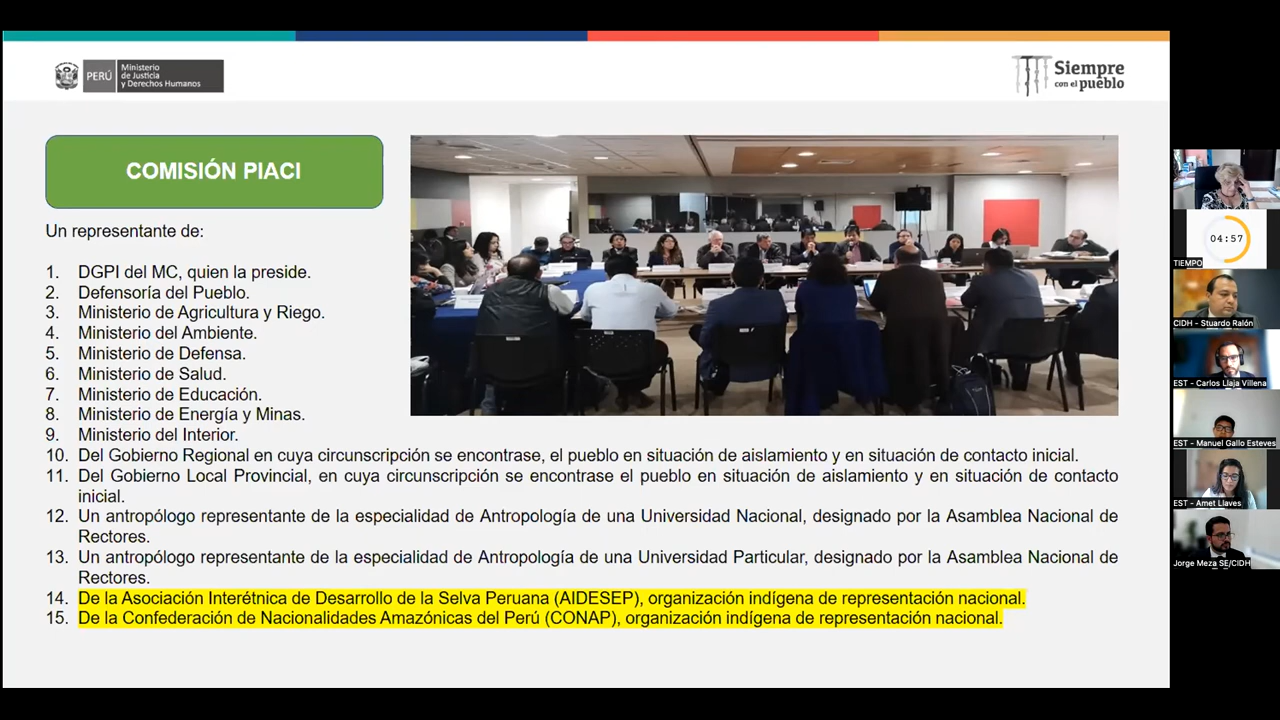 PERÚ
Ministerio
de Justicia
y Derechos Humanos
Siempre
con el pueblo
COMISIÓN PIACI
Un representante de:
1. DGPI del MC, quien la preside.
2. Defensoría del Pueblo.
3. Ministerio de Agricultura y Riego.
4. Ministerio del Ambiente.
5. Ministerio de Defensa.
6. Ministerio de Salud.
7. Ministerio de Educación.
8. Ministerio de Energía y Minas.
9. Ministerio del Interior.
10. Del Gobierno Regional en cuya circunscripción se encontrase, el pueblo en situación de aislamiento y en situación de contacto inicial.
11. Del Gobierno Local Provincial, en cuya circunscripción se encontrase el pueblo en situación de aislamiento y en situación de contacto
inicial.
12. Un antropólogo representante de la especialidad de Antropología de una Universidad Nacional, designado por la Asamblea Nacional de
Rectores.
13. Un antropólogo representante de la especialidad de Antropología de una Universidad Particular, designado por la Asamblea Nacional de
Rectores.
14. De la Asociación Interétnica de Desarrollo de la Selva Peruana (AIDESEP), organización indígena de representación nacional.
15. De la Confederación de Nacionalidades Amazónicas del Perú (CONAP), organización indígena de representación nacional.
04:57
TIEMPO
CIDH - Stuardo Ralón
EST - Carlos Llaja Villena
EST - Manuel Gallo Esteves
EST - Amet Llaves
Jorge Meza SE/CIDH